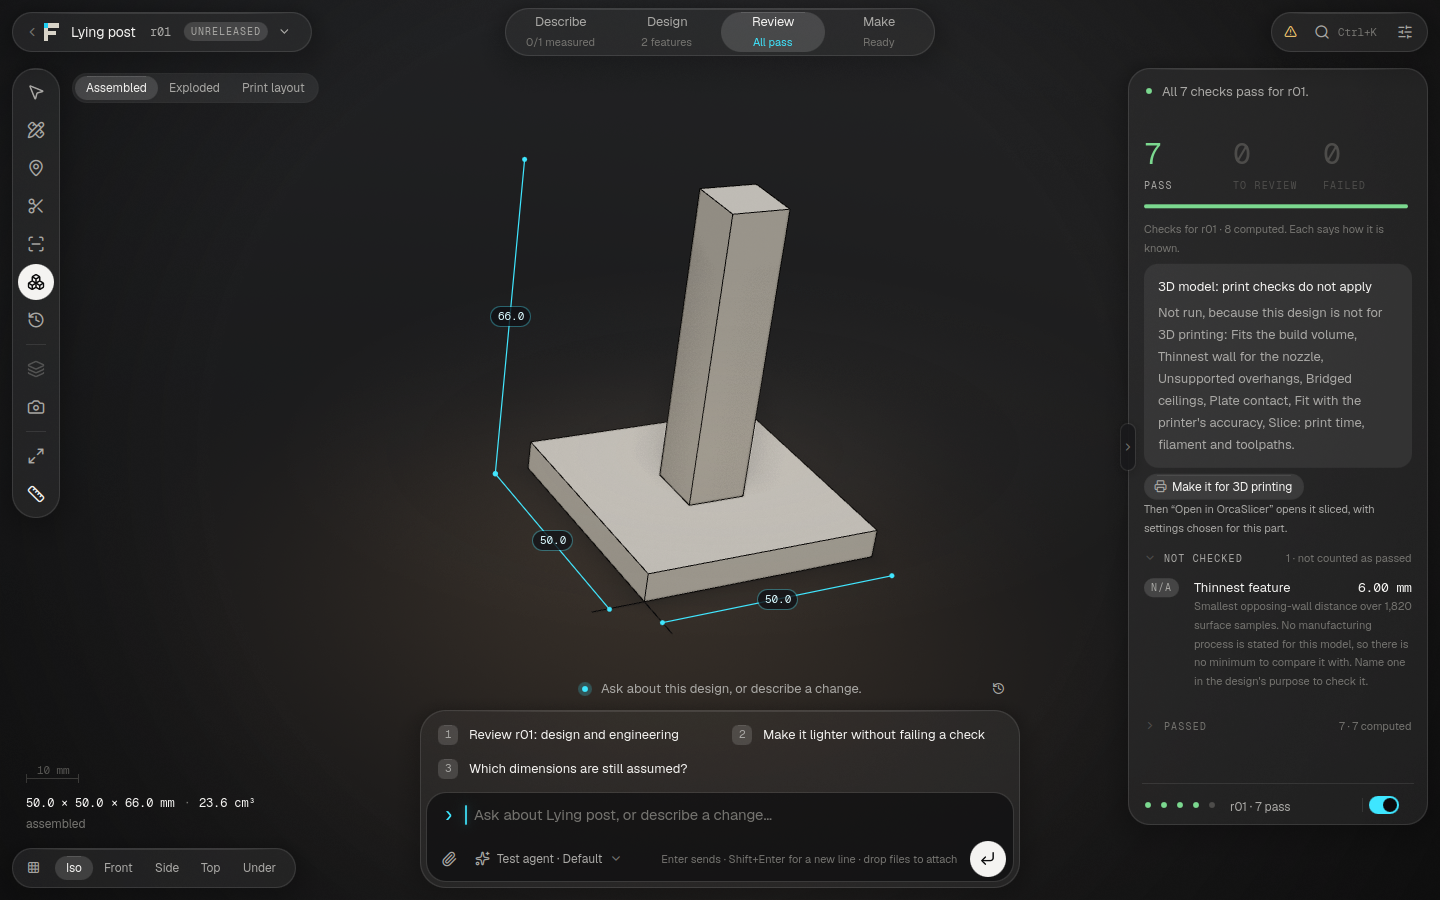 Lying post r01 UNRELEASED
Describe
0/1 measured
Design
2 features
Review
All pass
Make
Ready
Ctrl+K
Assembled Exploded Print layout
66.0
50.0
50.0
All 7 checks pass for r01.
7 0 0
PASS TO REVIEW FAILED
Checks for r01 · 8 computed. Each says how it is
known.
3D model: print checks do not apply
Not run, because this design is not for
3D printing: Fits the build volume,
Thinnest wall for the nozzle,
Unsupported overhangs, Bridged
ceilings, Plate contact, Fit with the
printer's accuracy, Slice: print time,
filament and toolpaths.
Make it for 3D printing
Then “Open in OrcaSlicer” opens it sliced, with
settings chosen for this part.
NOT CHECKED 1 · not counted as passed
N/A Thinnest feature 6.00 mm
Smallest opposing-wall distance over 1,820
surface samples. No manufacturing
process is stated for this model, so there is
no minimum to compare it with. Name one
in the design's purpose to check it.
PASSED 7 · 7 computed
r01 · 7 pass
Ask about this design, or describe a change.
1 Review r01: design and engineering
2 Make it lighter without failing a check
3 Which dimensions are still assumed?
Ask about Lying post, or describe a change...
Test agent · Default
Enter sends · Shift+Enter for a new line · drop files to attach
10 mm
50.0 × 50.0 × 66.0 mm · 23.6 cm³
assembled
Iso Front Side Top Under